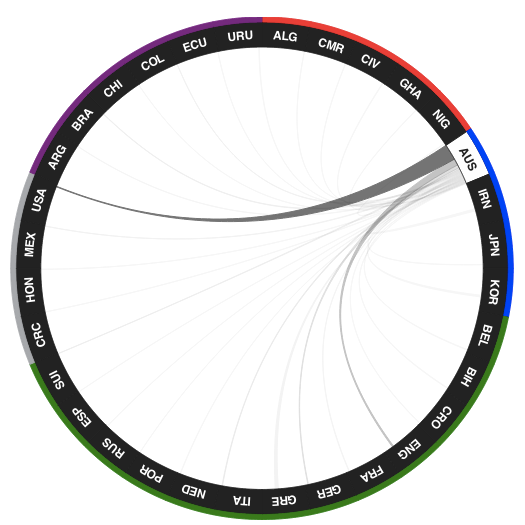 ALG
CMR
CIV
GHA
NIG
AUS
IRN
JPN
KOR
BEL
BIH
CRO
ENG
FRA
GER
GRE
ITA
NED
POR
RUS
ESP
SUI
CRC
HON
MEX
USA
ARG
BRA
CHI
COL
ECU
URU